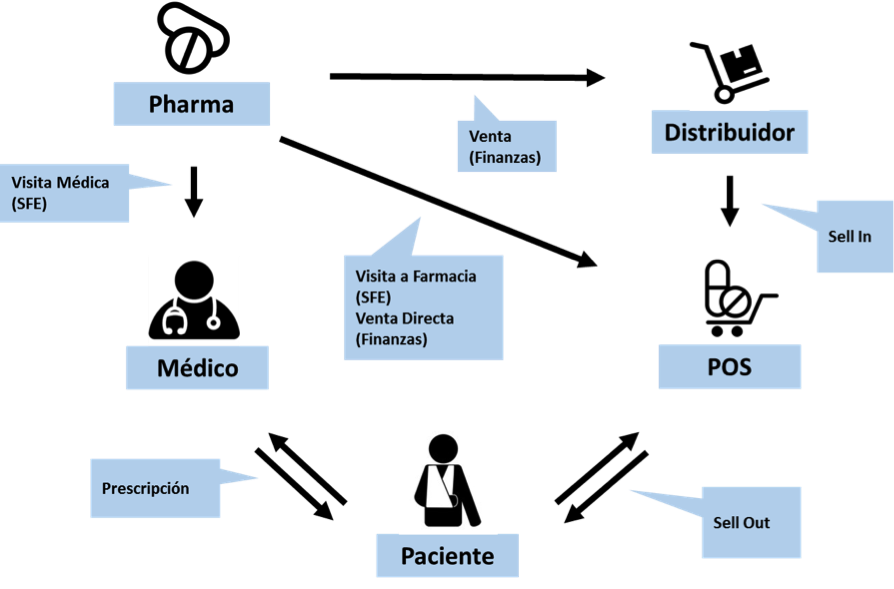 Pharma
Distribuidor
Venta
(Finanzas)
Visita Médica
(SFE)
Sell In
Visita a Farmacia
(SFE)
Venta Directa
(Finanzas)
Médico
POS
Prescripción
Sell Out
Paciente